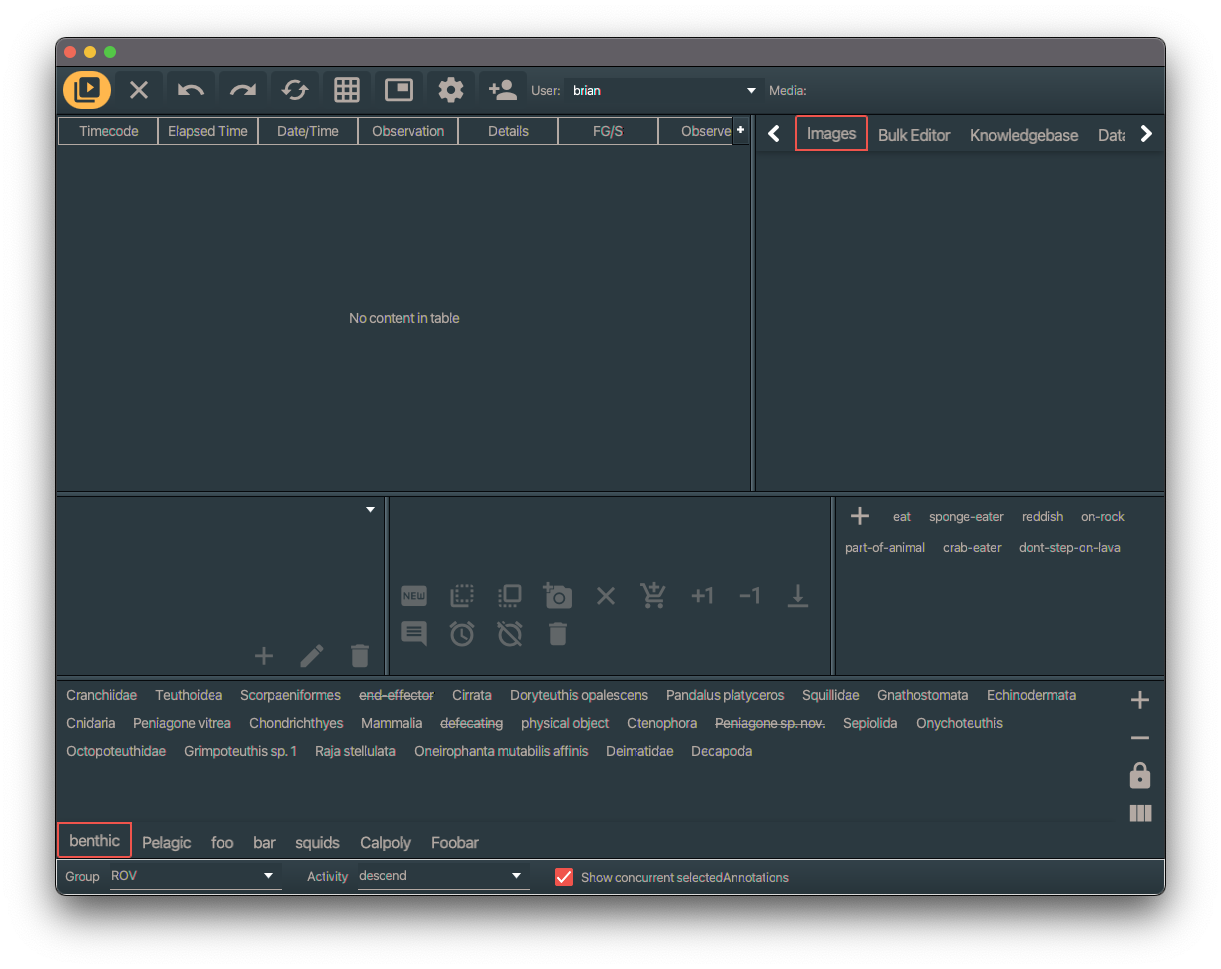 User: brian Media:
Timecode Elapsed Time Date/Time Observation Details FG/S Observe +
Images Bulk Editor Knowledgebase Data
No content in table
eat sponge-eater reddish on-rock
part-of-animal crab-eater dont-step-on-lava
NEW +1 −1
Cranchiidae Teuthoidea Scorpaeniformes end-effector Cirrata Doryteuthis opalescens Pandalus platyceros Squillidae Gnathostomata Echinodermata
Cnidaria Peniagone vitrea Chondrichthyes Mammalia defecating physical object Ctenophora Peniagone sp. nov. Sepiolida Onychoteuthis
Octopoteuthidae Grimpoteuthis sp. 1 Raja stellulata Oneirophanta mutabilis affinis Deimatidae Decapoda
benthic Pelagic foo bar squids Calpoly Foobar
Group ROV Activity descend Show concurrent selectedAnnotations